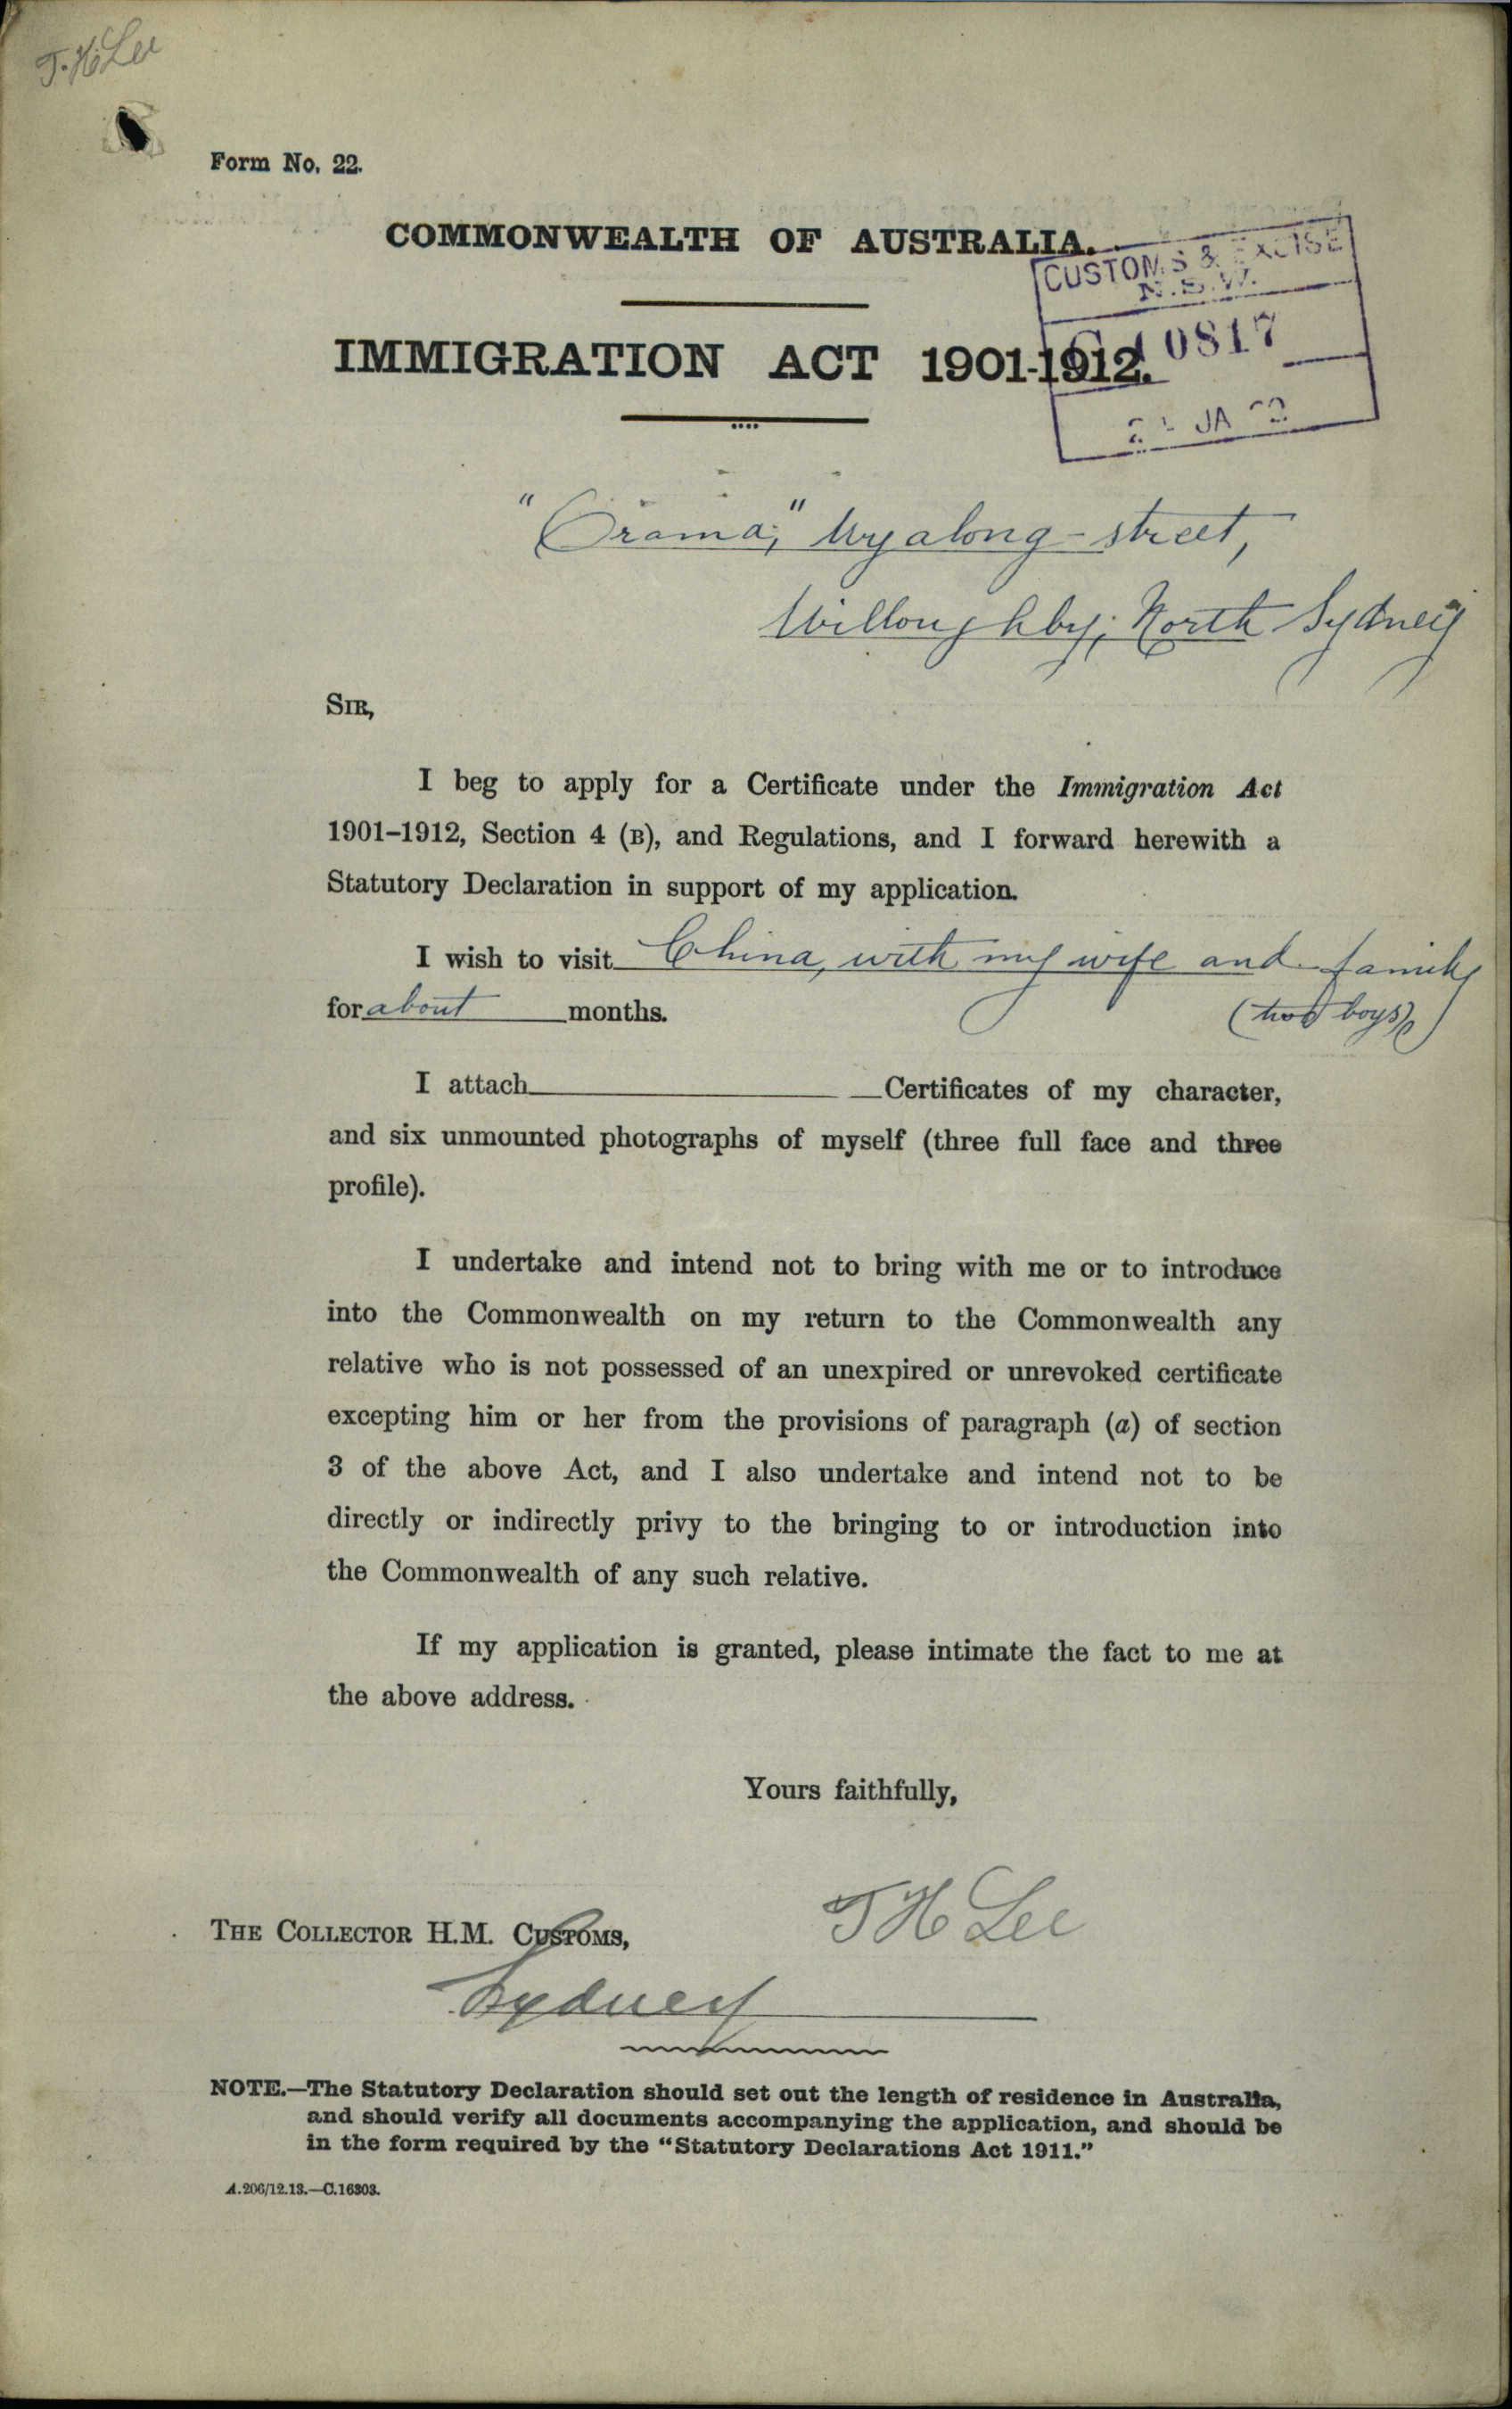 T. H. Lee
Form No. 22.
COMMONWEALTH OF AUSTRALIA.
CUSTOMS & EXCISE
N.S.W.
IMMIGRATION ACT 1901-1912.
0817
JA
"Orama," Wyalong-street,
Willoughby, North Sydney
SIR,
I beg to apply for a Certificate under the Immigration Act
1901-1912, Section 4 (B), and Regulations, and I forward herewith a
Statutory Declaration in support of my application.
I wish to visit China, with my wife and family
for about months. (two boys)
I attach Certificates of my character,
and six unmounted photographs of myself (three full face and three
profile).
I undertake and intend not to bring with me or to introduce
into the Commonwealth on my return to the Commonwealth any
relative who is not possessed of an unexpired or unrevoked certificate
excepting him or her from the provisions of paragraph (a) of section
3 of the above Act, and I also undertake and intend not to be
directly or indirectly privy to the bringing to or introduction into
the Commonwealth of any such relative.
If my application is granted, please intimate the fact to me at
the above address.
Yours faithfully,
T H Lee
THE COLLECTOR H.M. CUSTOMS,
Sydney
NOTE.—The Statutory Declaration should set out the length of residence in Australia,
and should verify all documents accompanying the application, and should be
in the form required by the "Statutory Declarations Act 1911."
A.206/12.13.—C.16303.